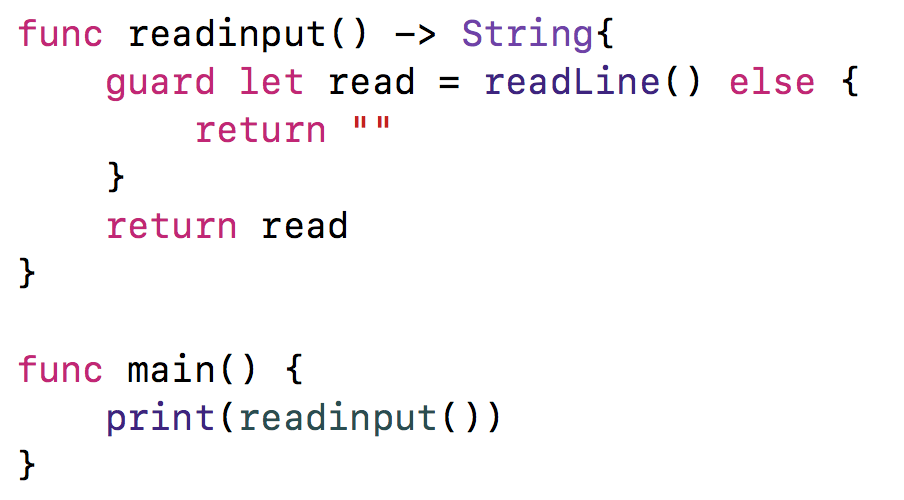 func readinput() -> String{
    guard let read = readLine() else {
        return ""
    }
    return read
}

func main() {
    print(readinput())
}